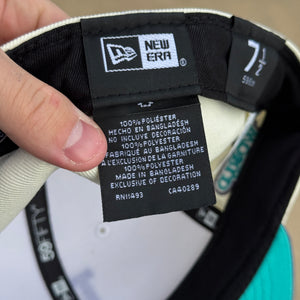 NEW
ERA
®
7 1/2
100% POLIÉSTER
HECHO EN BANGLADESH
NO INCLUYE DECORACIÓN
100% POLYESTER
FABRIQUÉ AU BANGLADESH
À L'EXCLUSION DE LA GARNITURE
100% POLYESTER
MADE IN BANGLADESH
EXCLUSIVE OF DECORATION
RN11493 CA40289
59FIFTY